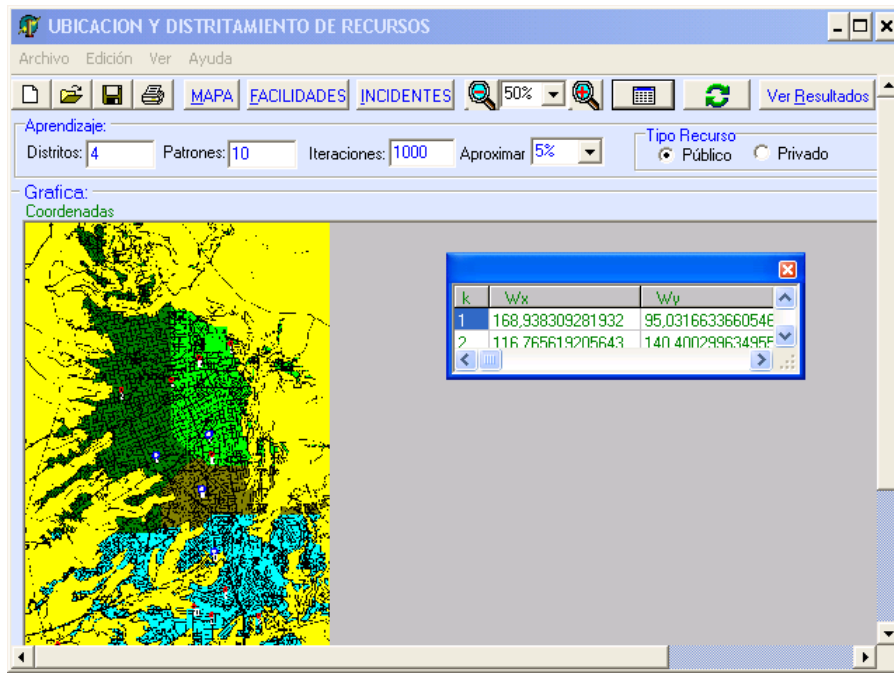 UBICACION Y DISTRITAMIENTO DE RECURSOS
Archivo Edición Ver Ayuda
MAPA FACILIDADES INCIDENTES 50% Ver Resultados
Aprendizaje:
Distritos: 4 Patrones: 10 Iteraciones: 1000 Aproximar 5%
Tipo Recurso
Público Privado
Grafica:
Coordenadas
k Wx Wy
1 168,938309281932 95,0316633660546
2 116,765619205643 140,400299634955